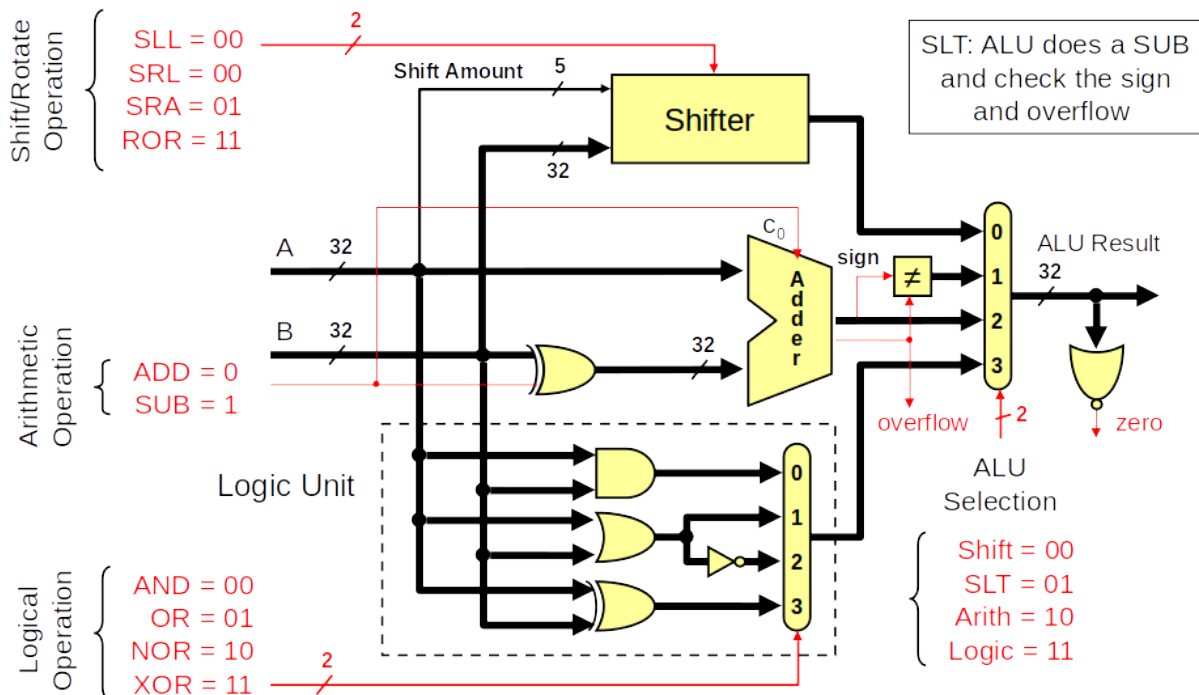 Shift/Rotate
Operation
SLL = 00
SRL = 00
SRA = 01
ROR = 11
2
Shift Amount
5
32
Shifter
SLT: ALU does a SUB
and check the sign
and overflow
A
32
B
32
C0
Adder
sign
≠
32
overflow
0
1
2
3
2
ALU Result
32
zero
Arithmetic
Operation
ADD = 0
SUB = 1
Logic Unit
0
1
2
3
ALU
Selection
Shift = 00
SLT = 01
Arith = 10
Logic = 11
Logical
Operation
AND = 00
OR = 01
NOR = 10
XOR = 11
2